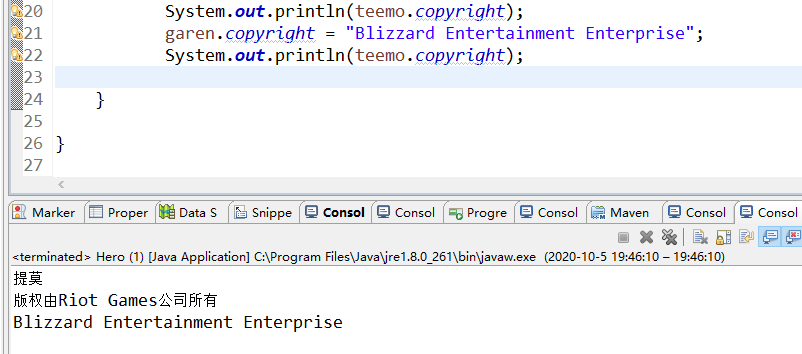 20 System.out.println(teemo.copyright);
21 garen.copyright = "Blizzard Entertainment Enterprise";
22 System.out.println(teemo.copyright);
23
24 }
25
26 }
27
Marker Proper Data S Snippe Consol Consol Progre Consol Maven Consol Consol
<terminated> Hero (1) [Java Application] C:\Program Files\Java\jre1.8.0_261\bin\javaw.exe (2020-10-5 19:46:10 – 19:46:10)
提莫
版权由Riot Games公司所有
Blizzard Entertainment Enterprise